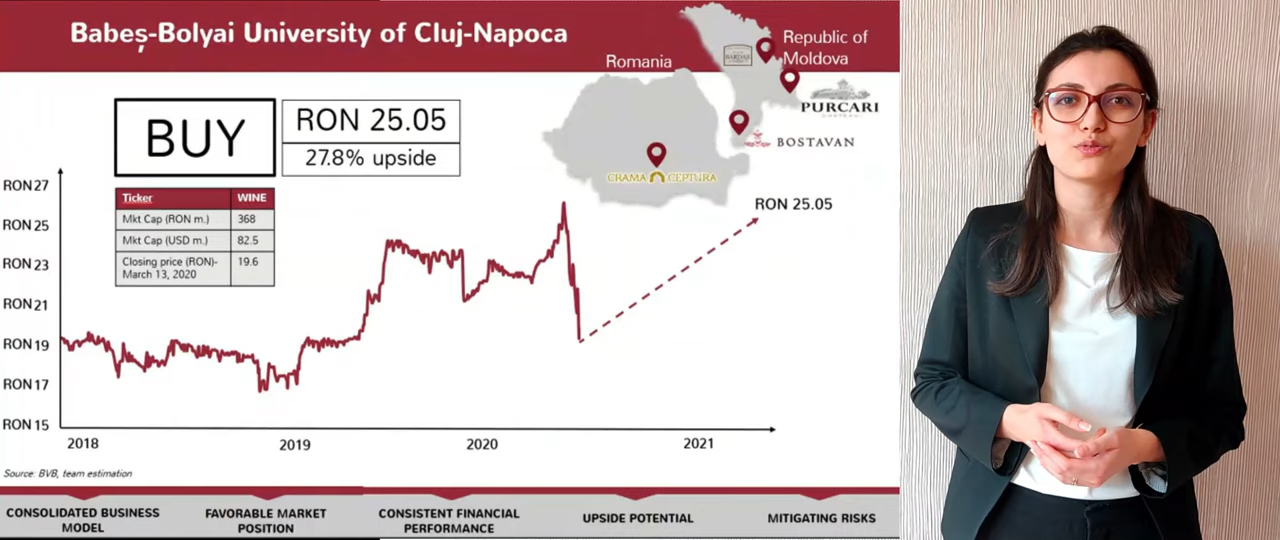 Babeș-Bolyai University of Cluj-Napoca
Romania
Republic of
Moldova
PURCARI
BOSTAVAN
CRAMA CEPTURA
BUY
RON 25.05
27.8% upside
Ticker WINE
Mkt Cap (RON m.) 368
Mkt Cap (USD m.) 82.5
Closing price (RON)- 19.6
March 13, 2020
RON 27
RON 25
RON 23
RON 21
RON 19
RON 17
RON 15
RON 25.05
2018 2019 2020 2021
Source: BVB, team estimation
CONSOLIDATED BUSINESS
MODEL
FAVORABLE MARKET
POSITION
CONSISTENT FINANCIAL
PERFORMANCE
UPSIDE POTENTIAL
MITIGATING RISKS